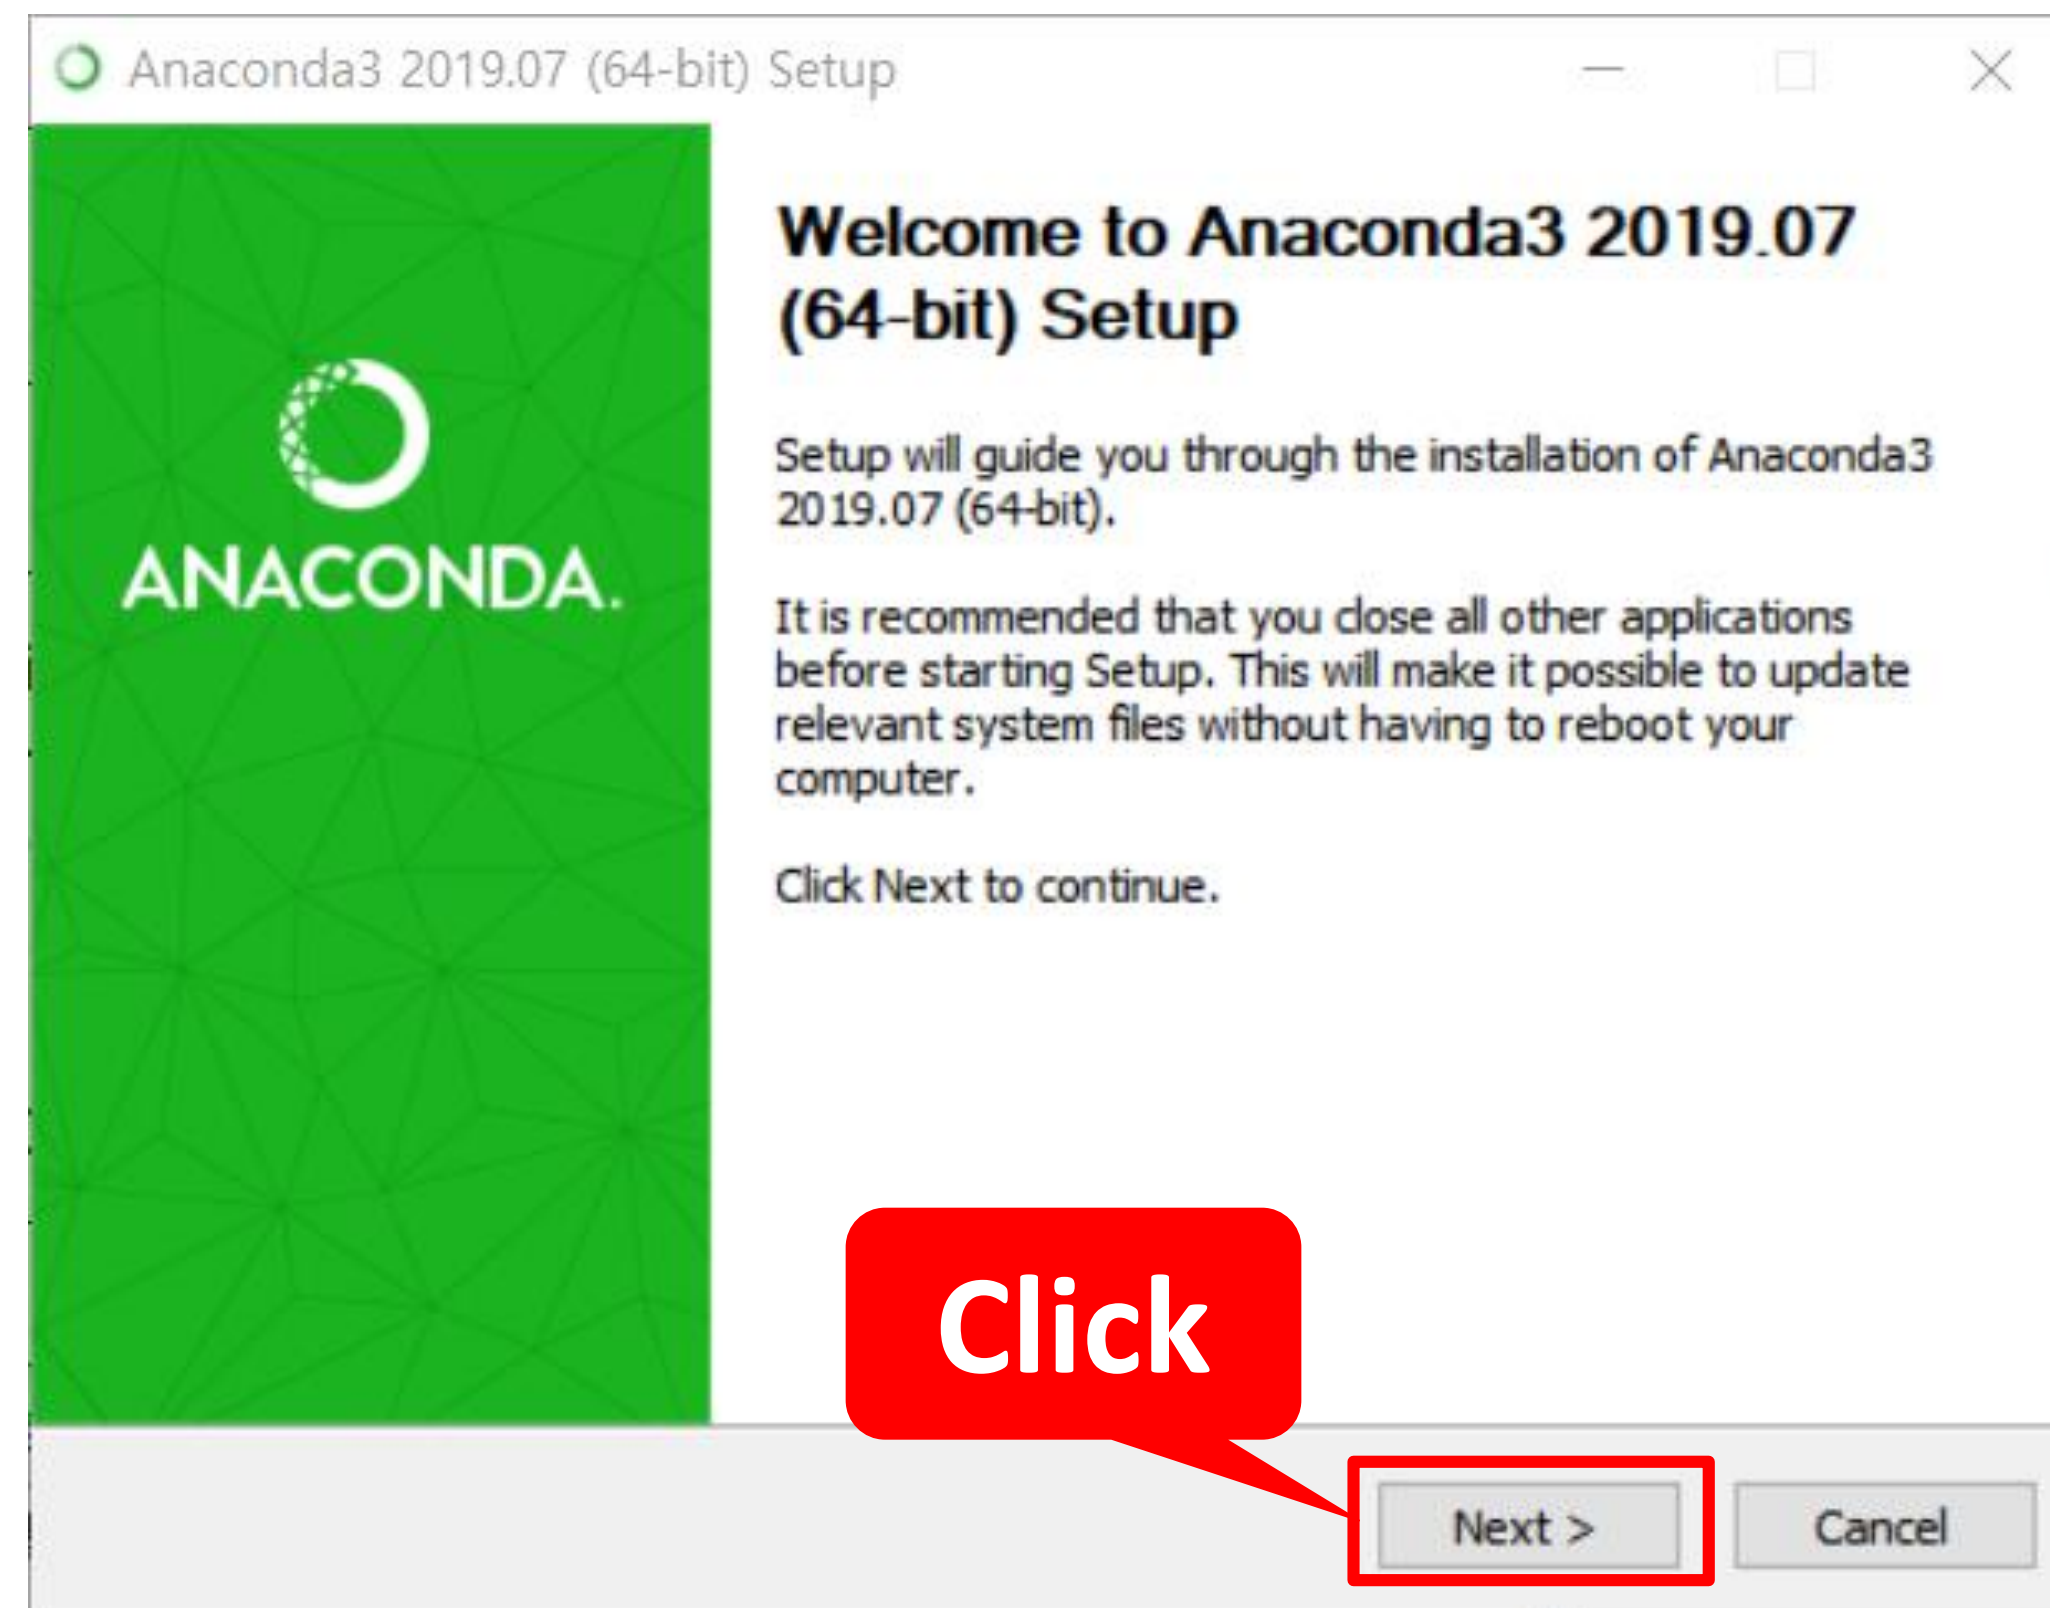 Anaconda3 2019.07 (64-bit) Setup
ANACONDA.
Welcome to Anaconda3 2019.07
(64-bit) Setup
Setup will guide you through the installation of Anaconda3
2019.07 (64-bit).
It is recommended that you close all other applications
before starting Setup. This will make it possible to update
relevant system files without having to reboot your
computer.
Click Next to continue.
Click
Next >
Cancel